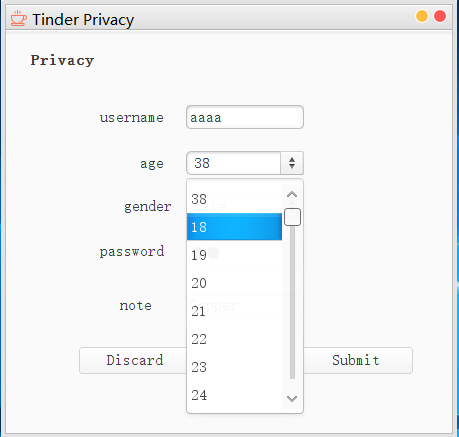 Tinder Privacy
Privacy
username aaaa
age 38
38
gender
18
password
19
20
note
21
22
Discard Submit
23
24